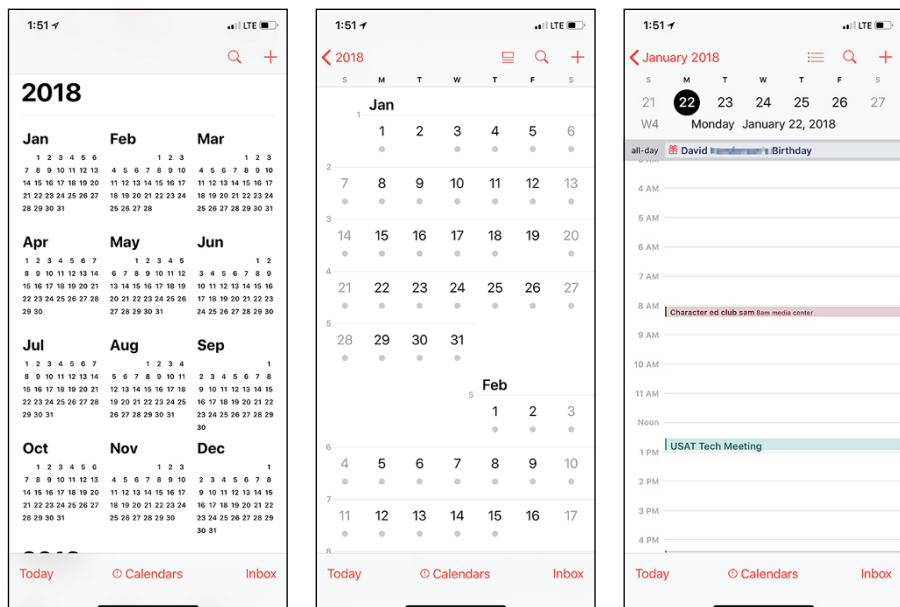 1:51 LTE
2018
Jan Feb Mar
1 2 3 4 5 6 1 2 3 1 2 3
7 8 9 10 11 12 13 4 5 6 7 8 9 10 4 5 6 7 8 9 10
14 15 16 17 18 19 20 11 12 13 14 15 16 17 11 12 13 14 15 16 17
21 22 23 24 25 26 27 18 19 20 21 22 23 24 18 19 20 21 22 23 24
28 29 30 31 25 26 27 28 25 26 27 28 29 30 31
Apr May Jun
1 2 3 4 5 6 7 1 2 3 4 5 1 2
8 9 10 11 12 13 14 6 7 8 9 10 11 12 3 4 5 6 7 8 9
15 16 17 18 19 20 21 13 14 15 16 17 18 19 10 11 12 13 14 15 16
22 23 24 25 26 27 28 20 21 22 23 24 25 26 17 18 19 20 21 22 23
29 30 27 28 29 30 31 24 25 26 27 28 29 30
Jul Aug Sep
1 2 3 4 5 6 7 1 2 3 4 1
8 9 10 11 12 13 14 5 6 7 8 9 10 11 2 3 4 5 6 7 8
15 16 17 18 19 20 21 12 13 14 15 16 17 18 9 10 11 12 13 14 15
22 23 24 25 26 27 28 19 20 21 22 23 24 25 16 17 18 19 20 21 22
29 30 31 26 27 28 29 30 31 23 24 25 26 27 28 29
30
Oct Nov Dec
1 2 3 4 5 6 1 2 3 1
7 8 9 10 11 12 13 4 5 6 7 8 9 10 2 3 4 5 6 7 8
14 15 16 17 18 19 20 11 12 13 14 15 16 17 9 10 11 12 13 14 15
21 22 23 24 25 26 27 18 19 20 21 22 23 24 16 17 18 19 20 21 22
28 29 30 31 25 26 27 28 29 30 23 24 25 26 27 28 29
30 31
Today Calendars Inbox
1:51 LTE
2018
S M T W T F S
Jan
1
1 2 3 4 5 6
2
7 8 9 10 11 12 13
3
14 15 16 17 18 19 20
4
21 22 23 24 25 26 27
5
28 29 30 31
Feb
5
1 2 3
6
4 5 6 7 8 9 10
7
11 12 13 14 15 16 17
8
Today Calendars Inbox
1:51 LTE
January 2018
S M T W T F S
21 22 23 24 25 26 27
W4 Monday January 22, 2018
all-day David Birthday
4 AM
5 AM
6 AM
7 AM
8 AM
Character ed club sam 8am media center
9 AM
10 AM
11 AM
Noon
USAT Tech Meeting
1 PM
2 PM
3 PM
4 PM
Today Calendars Inbox